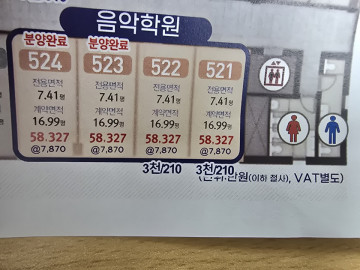 음악학원
분양완료 분양완료
524 523 522 521
전용면적 전용면적 전용면적 전용면적
7.41평 7.41평 7.41평 7.41평
계약면적 계약면적 계약면적 계약면적
16.99평 16.99평 16.99평 16.99평
58.327 58.327 58.327 58.327
@7,870 @7,870 @7,870 @7,870
3천/210 3천/210
(이하 절사), VAT별도)